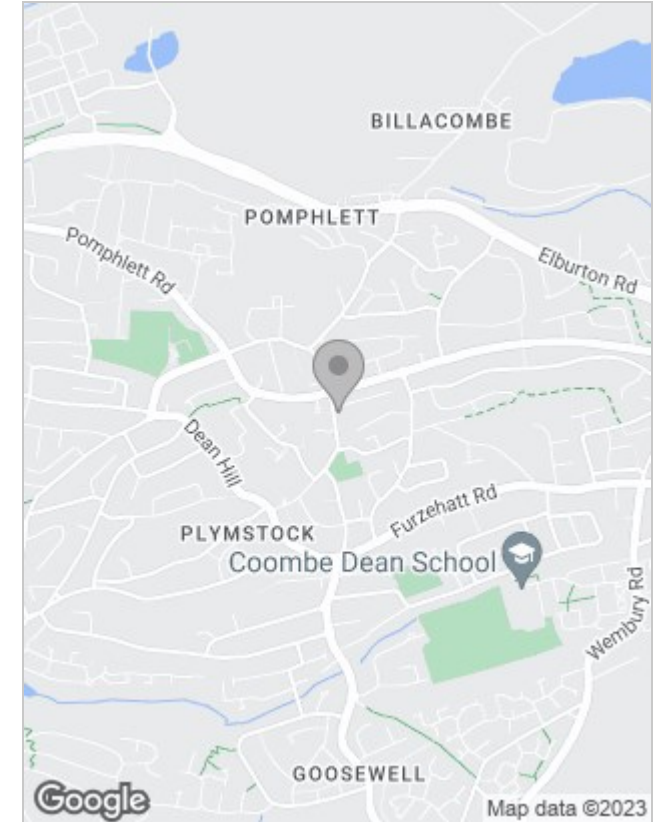 BILLACOMBE
POMPHLETT
Pomphlett Rd
Elburton Rd
Dean Hill
Furzehatt Rd
PLYMSTOCK
Coombe Dean School
Wembury Rd
GOOSEWELL
Google
Map data ©2023